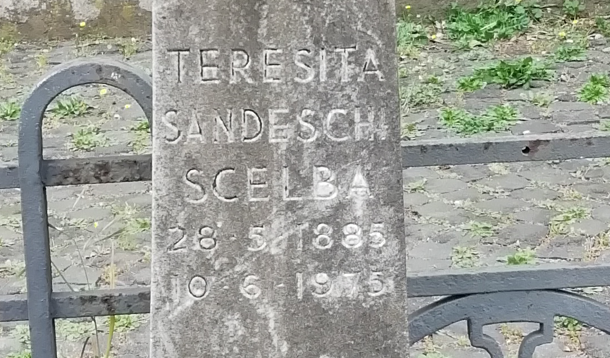 TERESITA
SANDESCHI
SCELBA
28 · 5 · 1885
10 · 6 · 1975